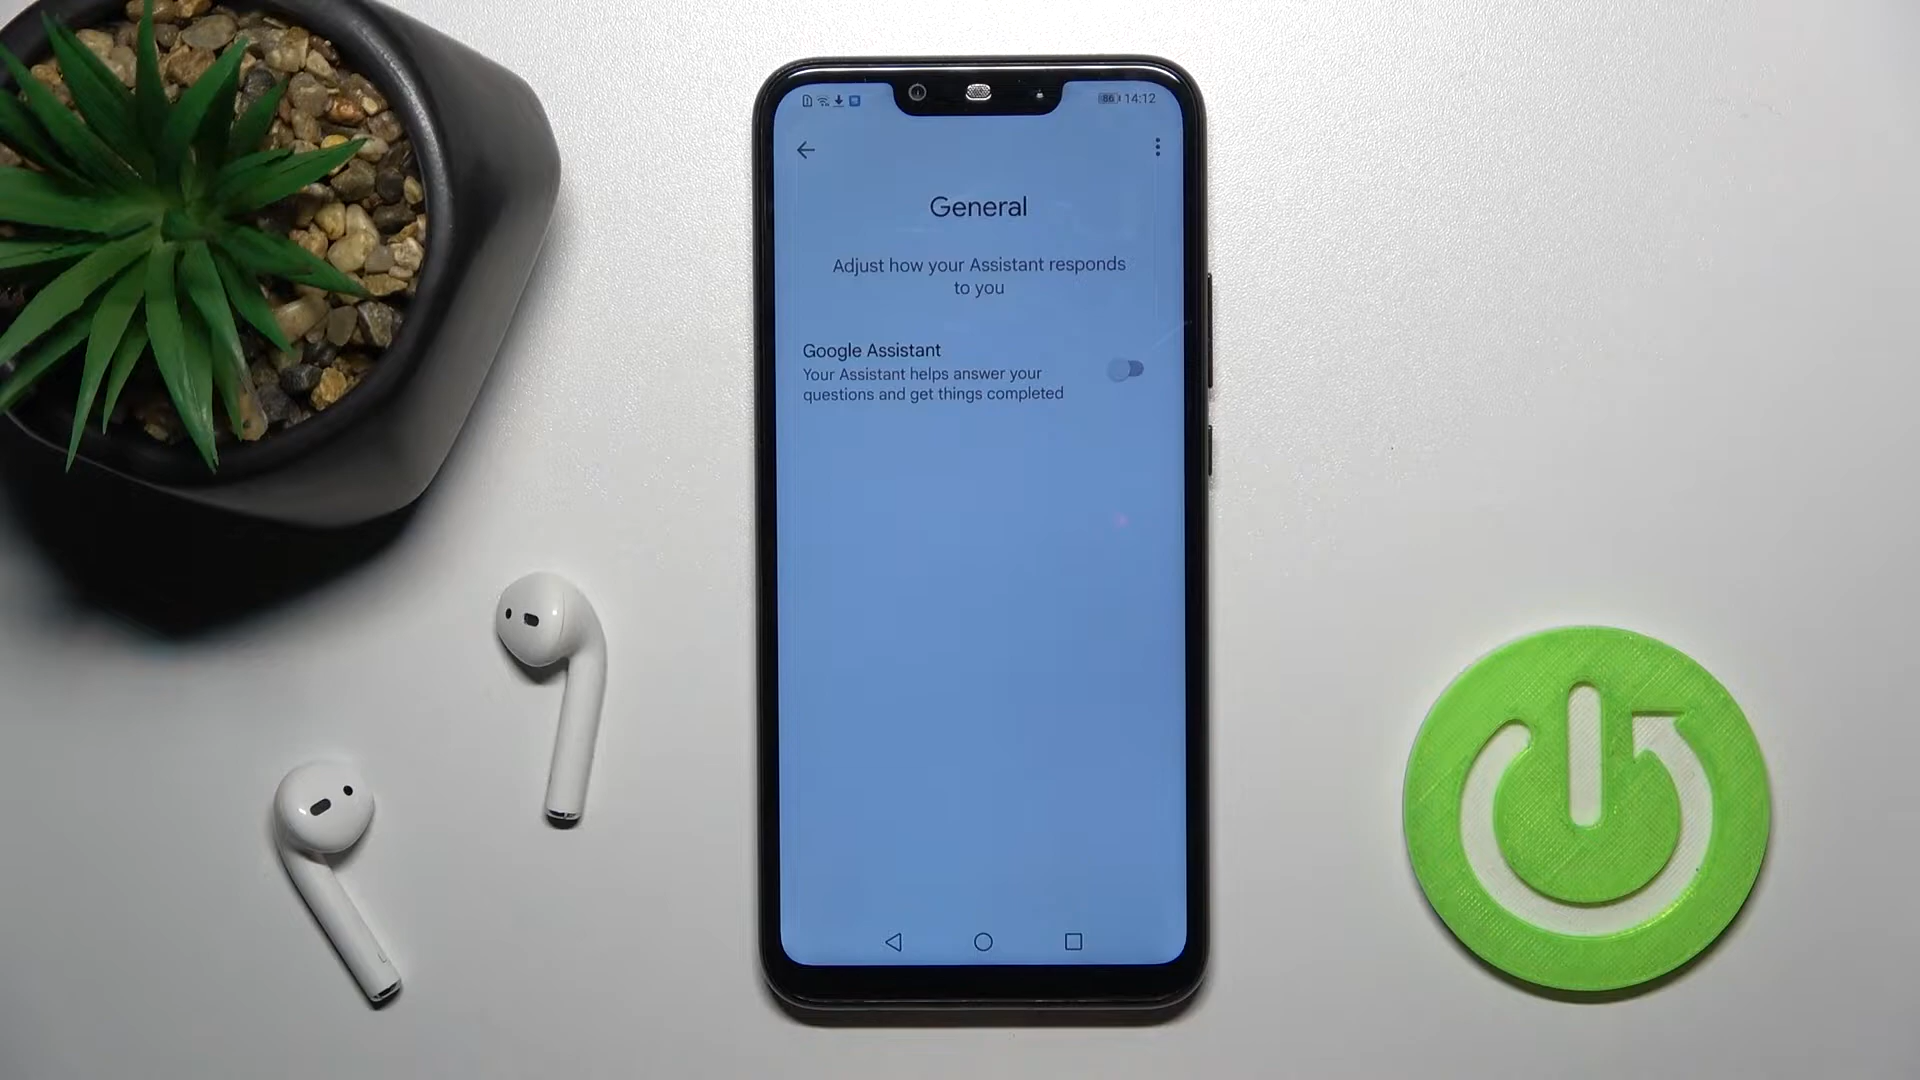 86 14:12
General
Adjust how your Assistant responds
to you
Google Assistant
Your Assistant helps answer your
questions and get things completed